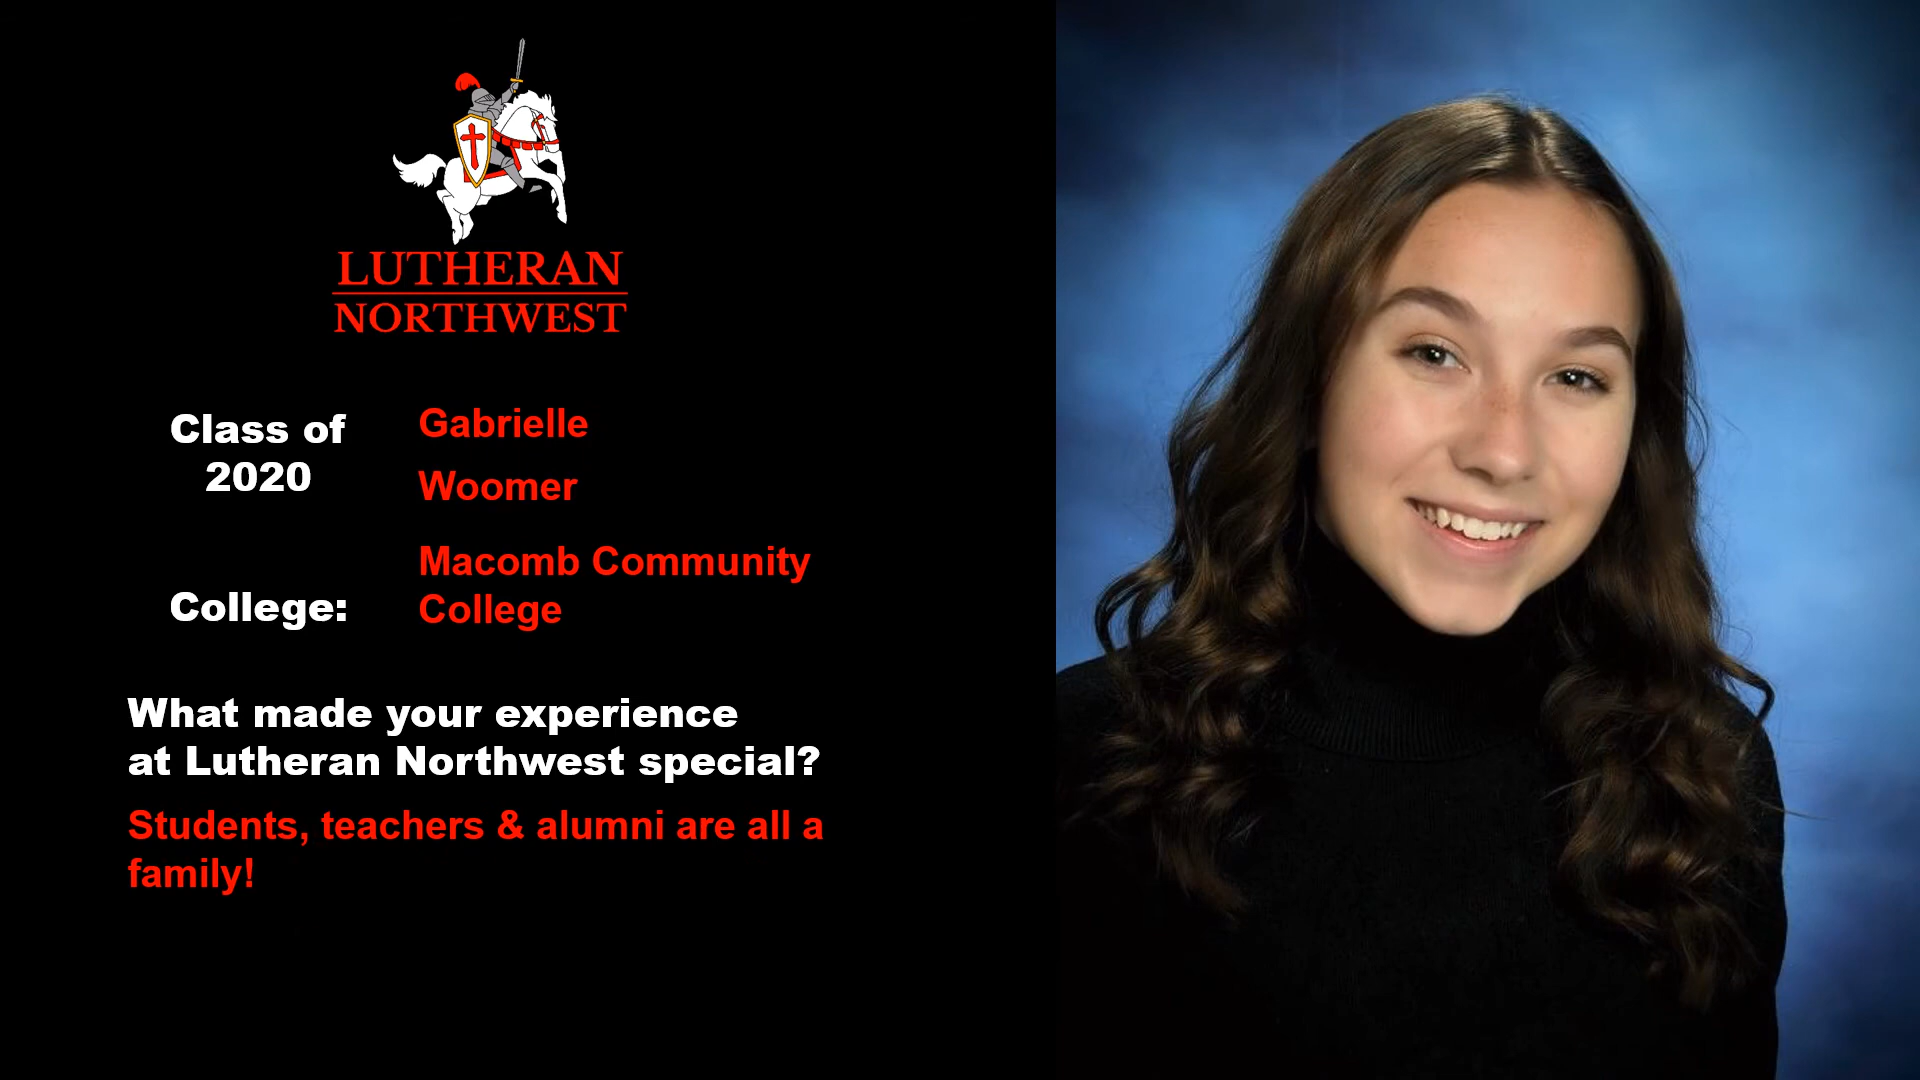 LUTHERAN
NORTHWEST
Class of
2020
Gabrielle
Woomer
College:
Macomb Community
College
What made your experience
at Lutheran Northwest special?
Students, teachers & alumni are all a
family!